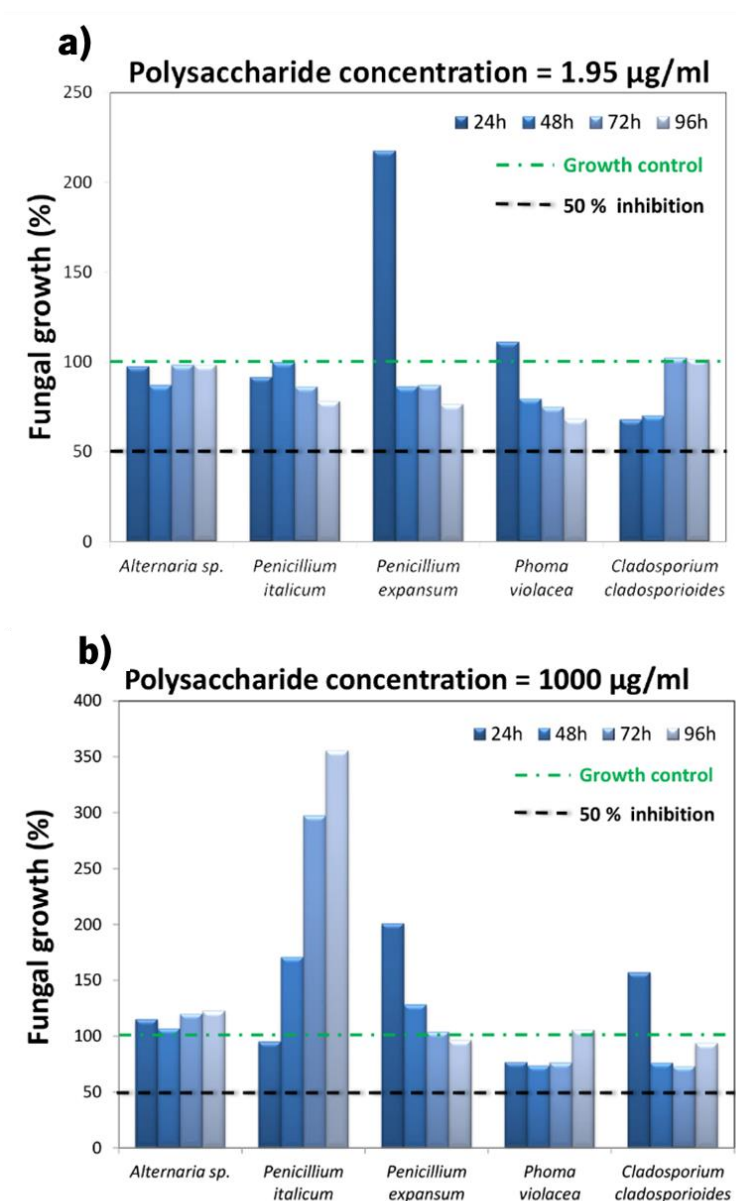 a)
Polysaccharide concentration = 1.95 µg/ml
250
200
150
100
50
0
Fungal growth (%)
24h 48h 72h 96h
Growth control
50 % inhibition
Alternaria sp. Penicillium Penicillium Phoma Cladosporium
italicum expansum violacea cladosporioides
b)
Polysaccharide concentration = 1000 µg/ml
400
350
300
250
200
150
100
50
0
Fungal growth (%)
24h 48h 72h 96h
Growth control
50 % inhibition
Alternaria sp. Penicillium Penicillium Phoma Cladosporium
italicum expansum violacea cladosporioides